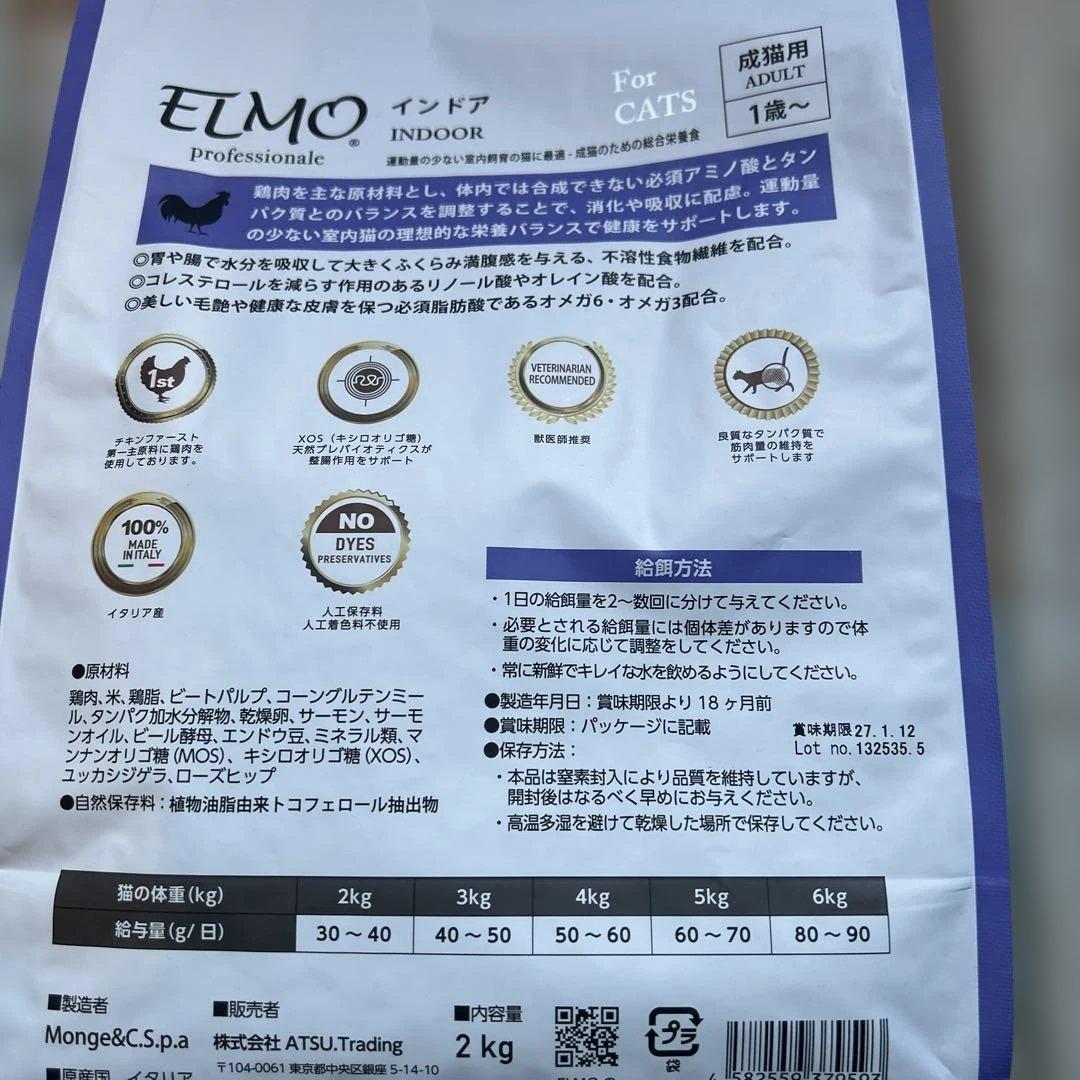 ELMO®
Professionale
インドア
INDOOR
For
CATS
成猫用
ADULT
1歳～
運動量の少ない室内飼育の猫に最適・成猫のための総合栄養食
鶏肉を主な原材料とし、体内では合成できない必須アミノ酸とタン
パク質とのバランスを調整することで、消化や吸収に配慮。運動量
の少ない室内猫の理想的な栄養バランスで健康をサポートします。
◎胃や腸で水分を吸収して大きくふくらみ満腹感を与える、不溶性食物繊維を配合。
◎コレステロールを減らす作用のあるリノール酸やオレイン酸を配合。
◎美しい毛艶や健康な皮膚を保つ必須脂肪酸であるオメガ6・オメガ3配合。
1st
チキンファースト
第一主原料に鶏肉を
使用しております。
XOS（キシロオリゴ糖）
天然プレバイオティクスが
整腸作用をサポート
VETERINARIAN
RECOMMENDED
獣医師推奨
良質なタンパク質で
筋肉量の維持を
サポートします
100%
MADE
IN ITALY
イタリア産
NO
DYES
PRESERVATIVES
人工保存料
人工着色料不使用
●原材料
鶏肉、米、鶏脂、ビートパルプ、コーングルテンミー
ル、タンパク加水分解物、乾燥卵、サーモン、サーモ
ンオイル、ビール酵母、エンドウ豆、ミネラル類、マ
ンナンオリゴ糖（MOS）、キシロオリゴ糖（XOS）、
ユッカシジゲラ、ローズヒップ
●自然保存料：植物油脂由来トコフェロール抽出物
給餌方法
・1日の給餌量を2～数回に分けて与えてください。
・必要とされる給餌量には個体差がありますので体
重の変化に応じて調整をしてください。
・常に新鮮でキレイな水を飲めるようにしてください。
●製造年月日：賞味期限より 18 ヶ月前
●賞味期限：パッケージに記載
賞味期限27.1.12
Lot no.132535.5
●保存方法：
・本品は窒素封入により品質を維持していますが、
開封後はなるべく早めにお与えください。
・高温多湿を避けて乾燥した場所で保存してください。
猫の体重（kg） 2kg 3kg 4kg 5kg 6kg
給与量（g/日） 30～40 40～50 50～60 60～70 80～90
■製造者
Monge&C.S.p.a
■原産国 イタリア
■販売者
株式会社 ATSU.Trading
〒104-0061 東京都中央区銀座 5-14-10
■内容量
2 kg
ELMO の
プラ
袋
4 582559 370593